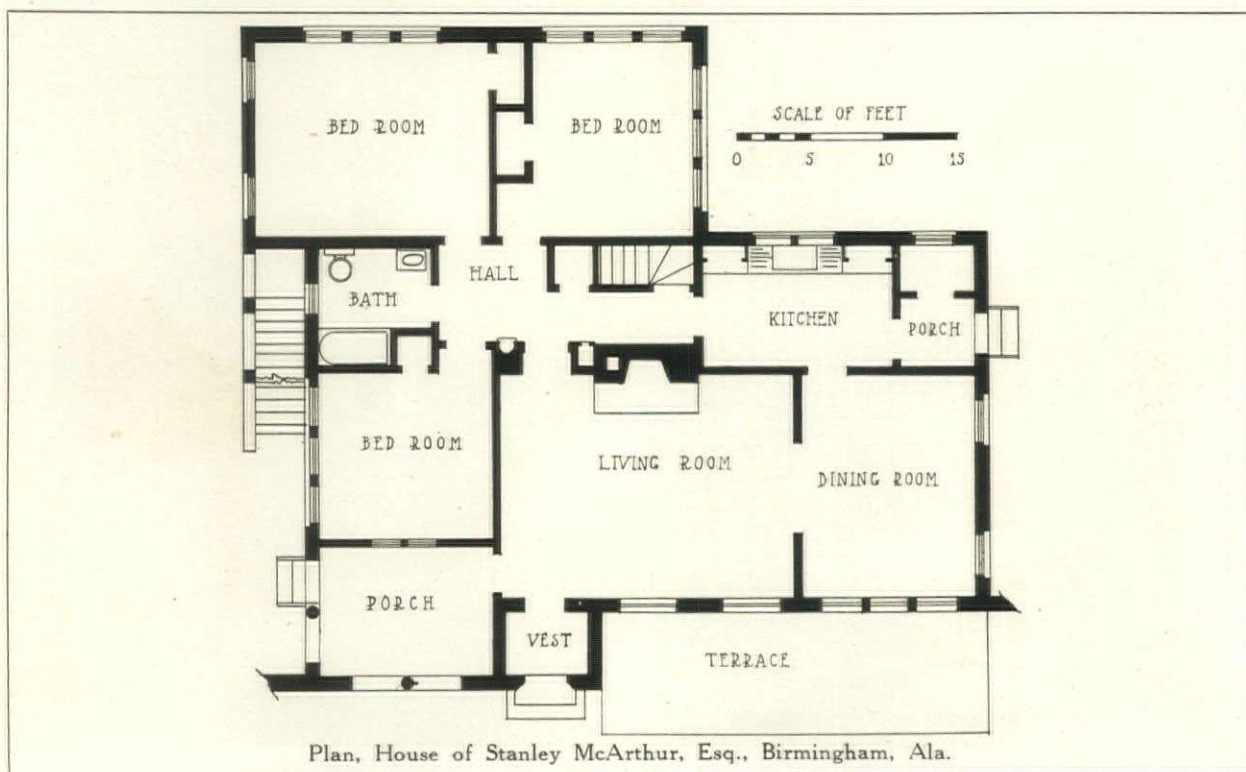 BED ROOM
BED ROOM
SCALE OF FEET
0 5 10 15
HALL
BATH
KITCHEN
PORCH
BED ROOM
LIVING ROOM
DINING ROOM
PORCH
VEST
TERRACE
Plan, House of Stanley McArthur, Esq., Birmingham, Ala.